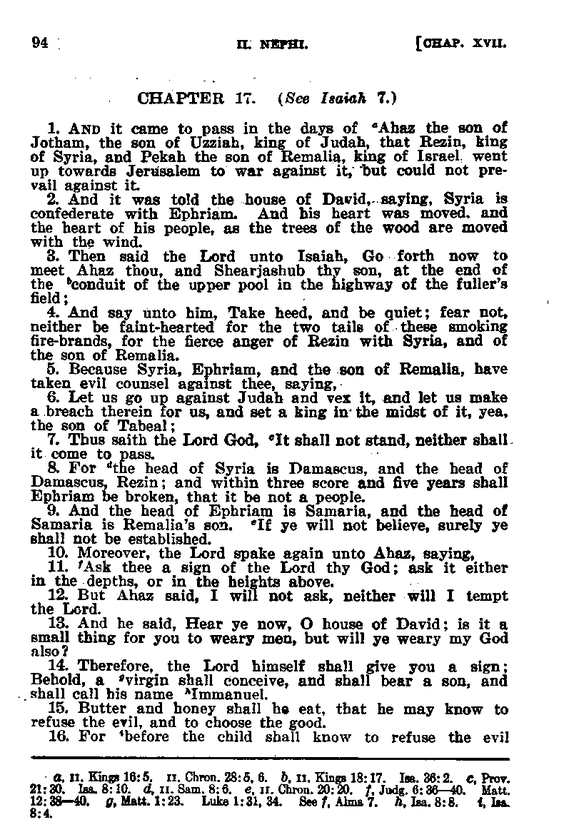 94 II. NEPHI. [CHAP. XVII.
CHAPTER 17. (See Isaiah 7.)
1. AND it came to pass in the days of ᵃAhaz the son of
Jotham, the son of Uzziah, king of Judah, that Rezin, king
of Syria, and Pekah the son of Remalia, king of Israel, went
up towards Jerusalem to war against it, but could not pre-
vail against it.
2. And it was told the house of David, saying, Syria is
confederate with Ephriam. And his heart was moved, and
the heart of his people, as the trees of the wood are moved
with the wind.
3. Then said the Lord unto Isaiah, Go forth now to
meet Ahaz thou, and Shearjashub thy son, at the end of
the ᵇconduit of the upper pool in the highway of the fuller's
field;
4. And say unto him, Take heed, and be quiet; fear not,
neither be faint-hearted for the two tails of these smoking
fire-brands, for the fierce anger of Rezin with Syria, and of
the son of Remalia.
5. Because Syria, Ephriam, and the son of Remalia, have
taken evil counsel against thee, saying,
6. Let us go up against Judah and vex it, and let us make
a breach therein for us, and set a king in the midst of it, yea,
the son of Tabeal;
7. Thus saith the Lord God, ᶜIt shall not stand, neither shall
it come to pass.
8. For ᵈthe head of Syria is Damascus, and the head of
Damascus, Rezin; and within three score and five years shall
Ephriam be broken, that it be not a people.
9. And the head of Ephriam is Samaria, and the head of
Samaria is Remalia's son. ᵉIf ye will not believe, surely ye
shall not be established.
10. Moreover, the Lord spake again unto Ahaz, saying,
11. ᶠAsk thee a sign of the Lord thy God; ask it either
in the depths, or in the heights above.
12. But Ahaz said, I will not ask, neither will I tempt
the Lord.
13. And he said, Hear ye now, O house of David; is it a
small thing for you to weary men, but will ye weary my God
also?
14. Therefore, the Lord himself shall give you a sign;
Behold, a ᵍvirgin shall conceive, and shall bear a son, and
shall call his name ʰImmanuel.
15. Butter and honey shall he eat, that he may know to
refuse the evil, and to choose the good.
16. For ⁱbefore the child shall know to refuse the evil
a, II. Kings 16:5. II. Chron. 28:5, 6. b, II. Kings 18:17. Isa. 36:2. c, Prov.
21:30. Isa. 8:10. d, II. Sam. 8:6. e, II. Chron. 20:20. f, Judg. 6:36—40. Matt.
12:38—40. g, Matt. 1:23. Luke 1:31, 34. See f, Alma 7. h, Isa. 8:8. i, Isa.
8:4.